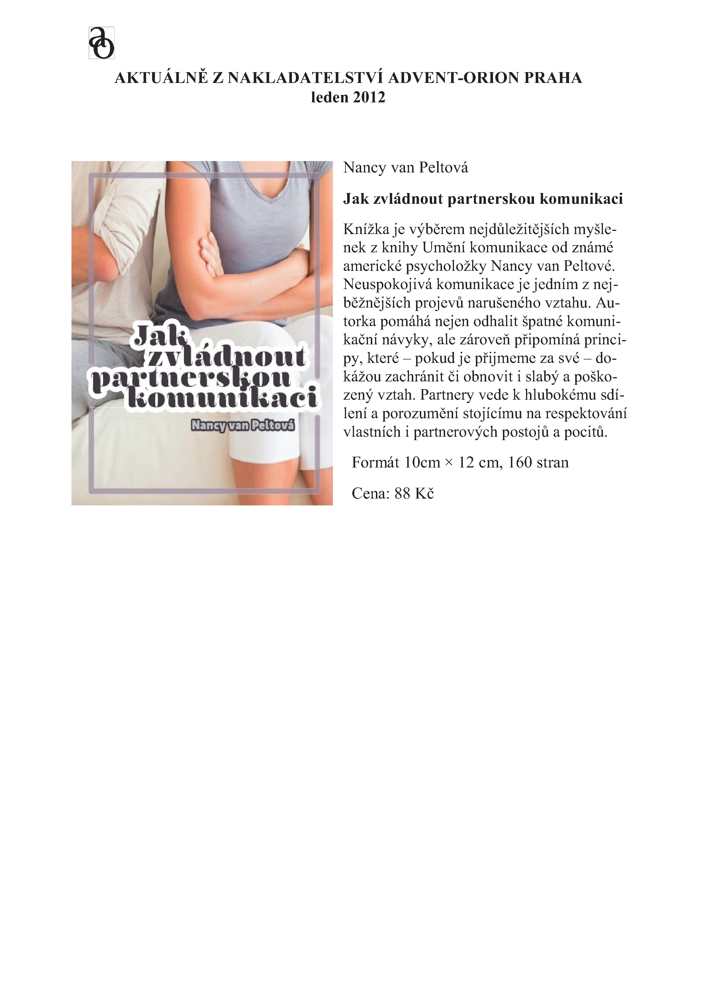 ao
AKTUÁLNĚ Z NAKLADATELSTVÍ ADVENT-ORION PRAHA
leden 2012
Jak
zvládnout
partnerskou
komunikaci
Nancy van Peltová
Nancy van Peltová
Jak zvládnout partnerskou komunikaci
Knížka je výběrem nejdůležitějších myšle-
nek z knihy Umění komunikace od známé
americké psycholožky Nancy van Peltové.
Neuspokojivá komunikace je jedním z nej-
běžnějších projevů narušeného vztahu. Au-
torka pomáhá nejen odhalit špatné komuni-
kační návyky, ale zároveň připomíná princi-
py, které – pokud je přijmeme za své – do-
kážou zachránit či obnovit i slabý a poško-
zený vztah. Partnery vede k hlubokému sdí-
lení a porozumění stojícímu na respektování
vlastních i partnerových postojů a pocitů.
Formát 10cm × 12 cm, 160 stran
Cena: 88 Kč